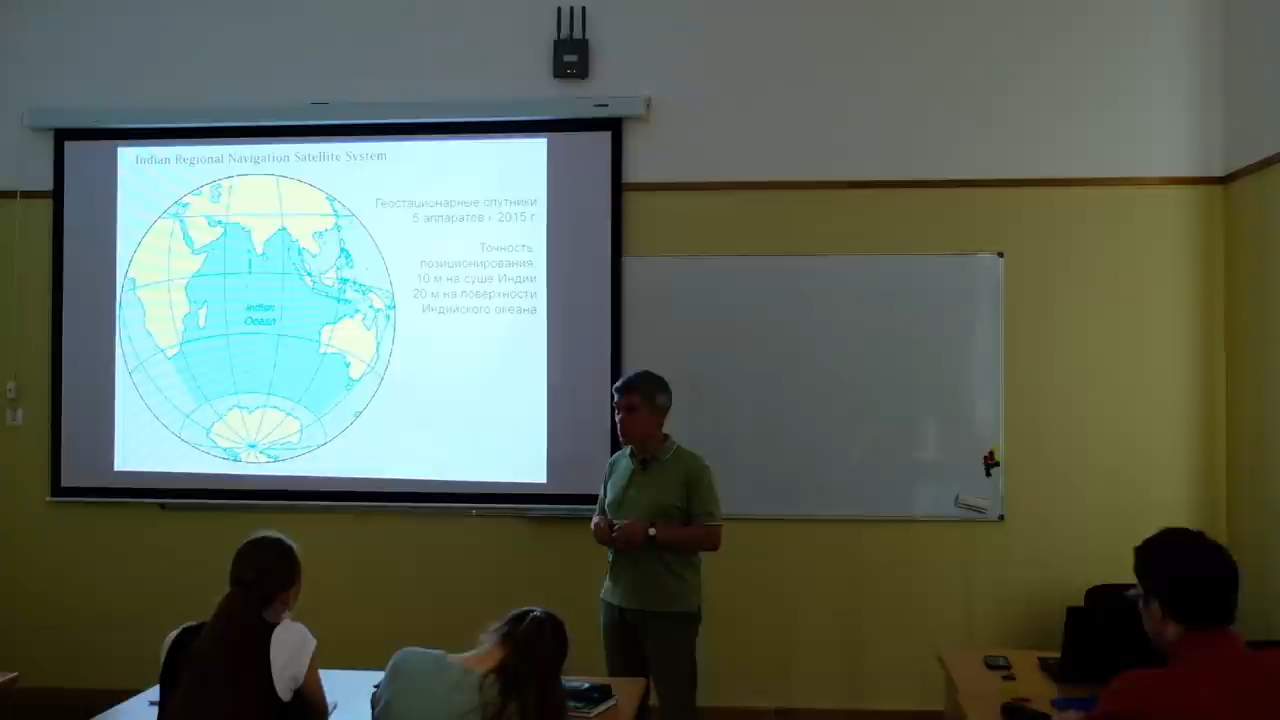 Indian Regional Navigation Satellite System
Геостационарные спутники
5 аппаратов к 2015 г
Точность
позиционирования:
10 м на суше Индии
20 м на поверхности
Индийского океана
Indian
Ocean